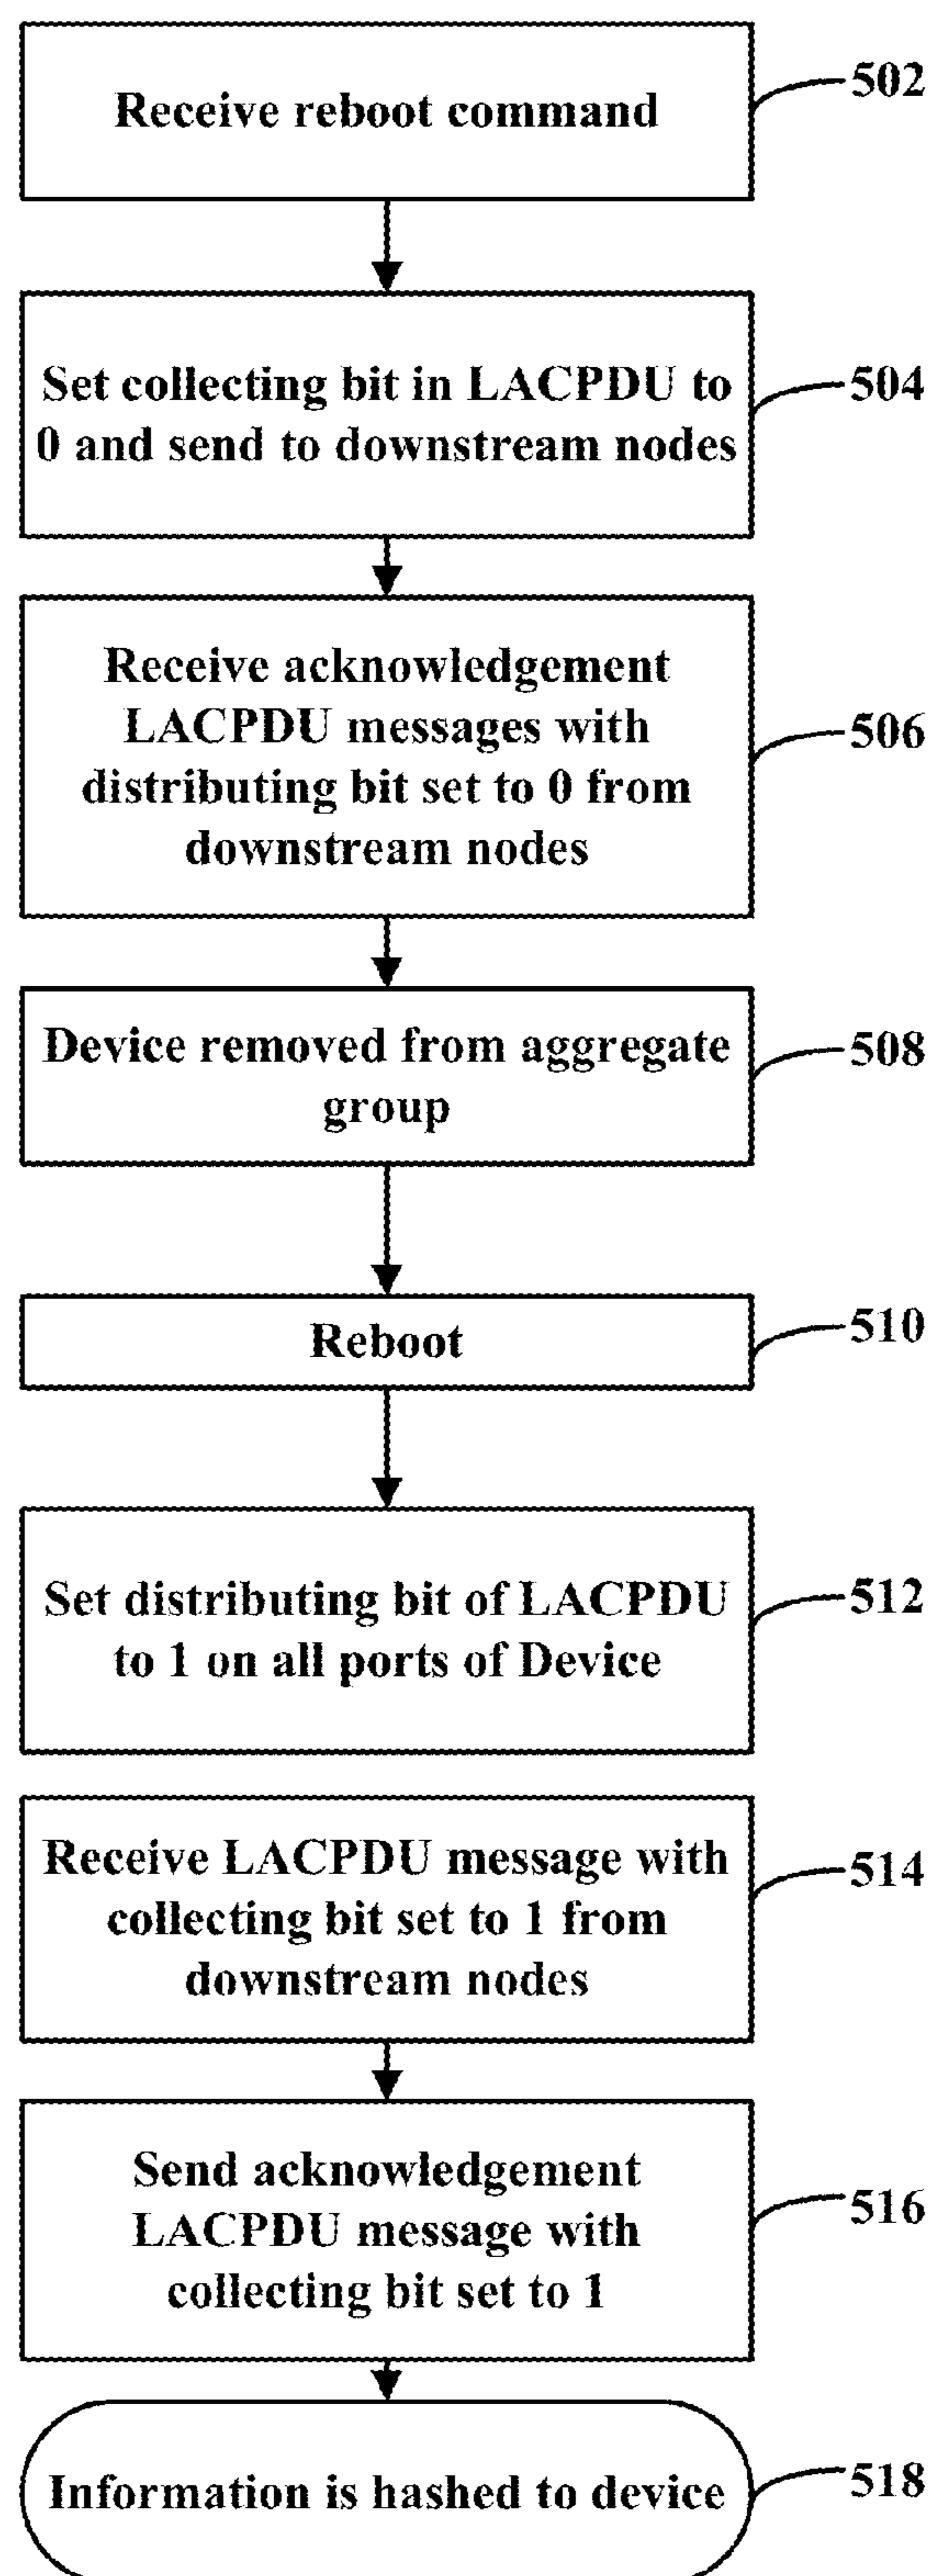 Receive reboot command
502
Set collecting bit in LACPDU to
0 and send to downstream nodes
504
Receive acknowledgement
LACPDU messages with
distributing bit set to 0 from
downstream nodes
506
Device removed from aggregate
group
508
Reboot
510
Set distributing bit of LACPDU
to 1 on all ports of Device
512
Receive LACPDU message with
collecting bit set to 1 from
downstream nodes
514
Send acknowledgement
LACPDU message with
collecting bit set to 1
516
Information is hashed to device
518